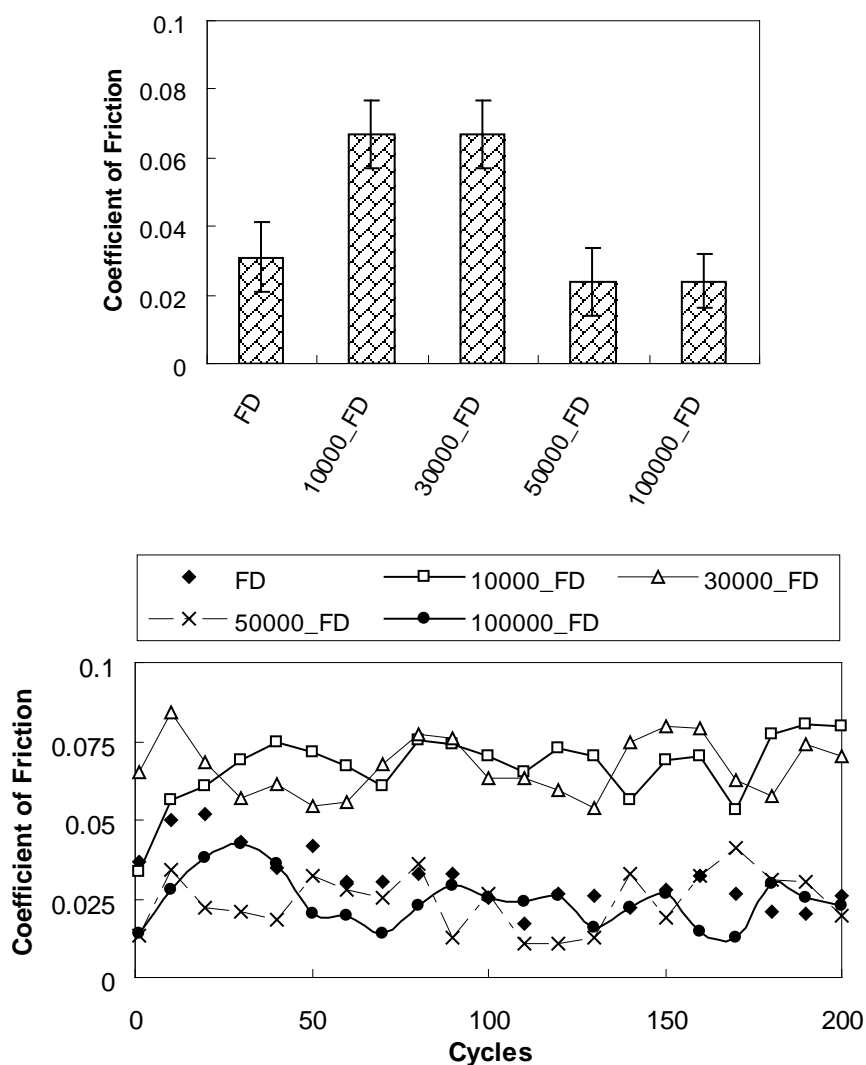 0.1
0.08
0.06
0.04
0.02
0
Coefficient of Friction
FD
10000_FD
30000_FD
50000_FD
100000_FD
FD 10000_FD 30000_FD
50000_FD 100000_FD
0.1
0.075
0.05
0.025
0
Coefficient of Friction
0 50 100 150 200
Cycles